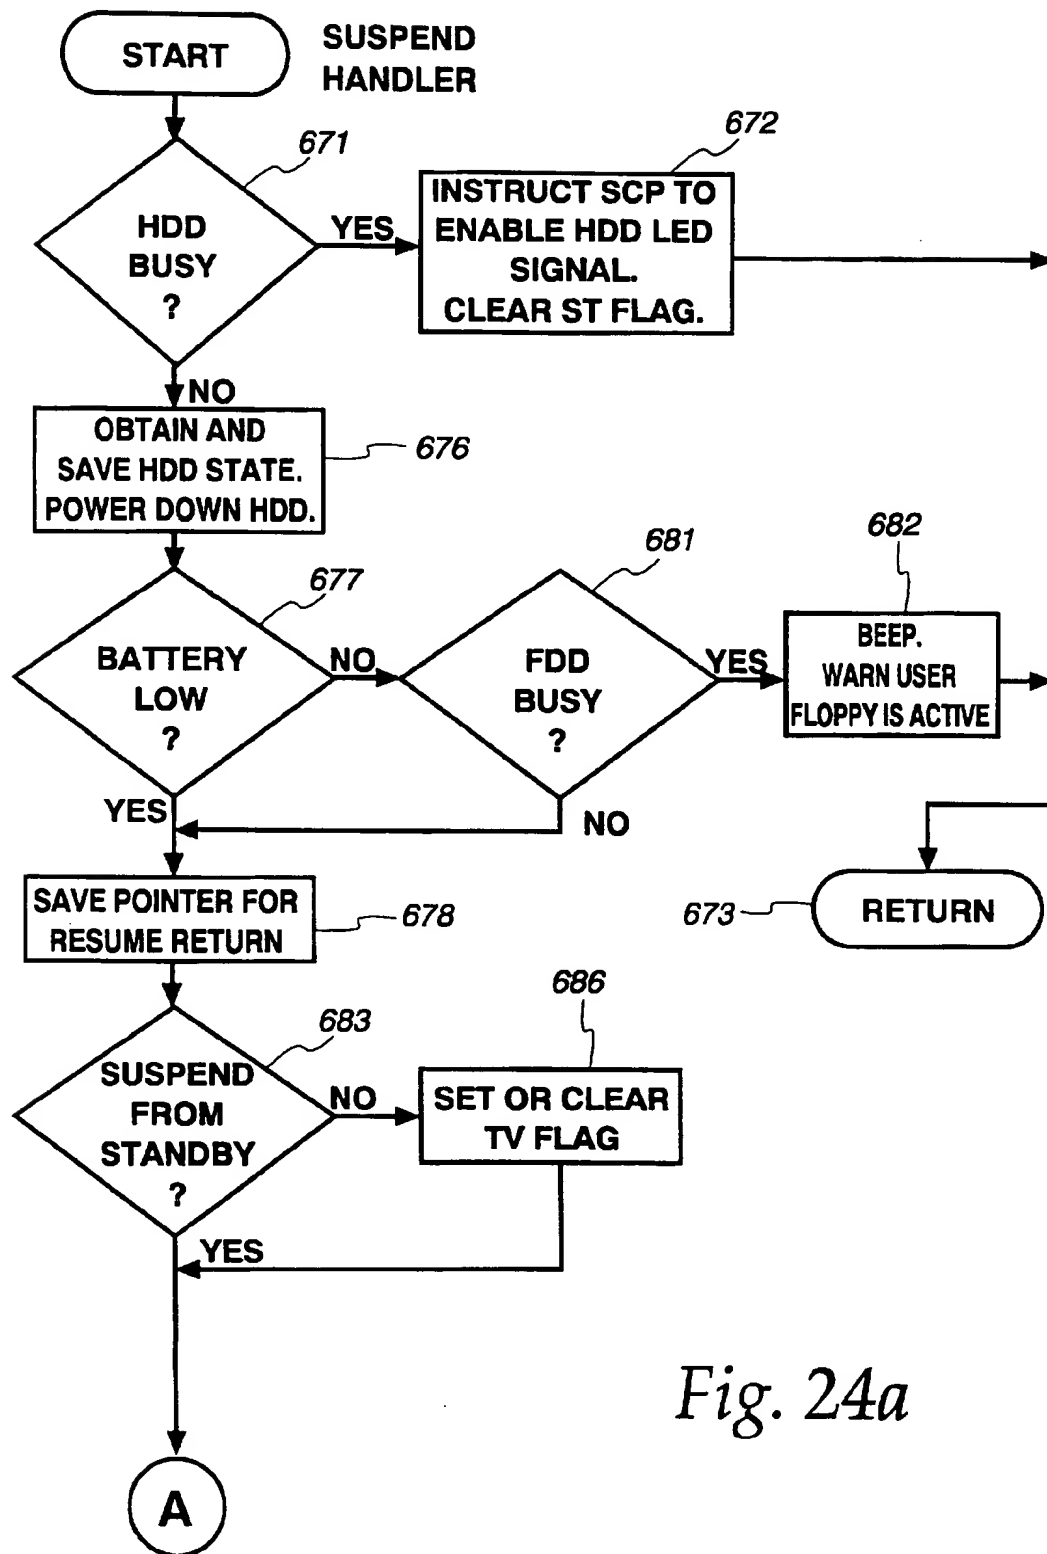 START
SUSPEND
HANDLER
671
HDD
BUSY
?
YES
672
INSTRUCT SCP TO
ENABLE HDD LED
SIGNAL.
CLEAR ST FLAG.
NO
OBTAIN AND
SAVE HDD STATE.
POWER DOWN HDD.
676
677
BATTERY
LOW
?
NO
681
FDD
BUSY
?
YES
682
BEEP.
WARN USER
FLOPPY IS ACTIVE
YES
NO
SAVE POINTER FOR
RESUME RETURN
678
673
RETURN
683
SUSPEND
FROM
STANDBY
?
NO
686
SET OR CLEAR
TV FLAG
YES
A
Fig. 24a